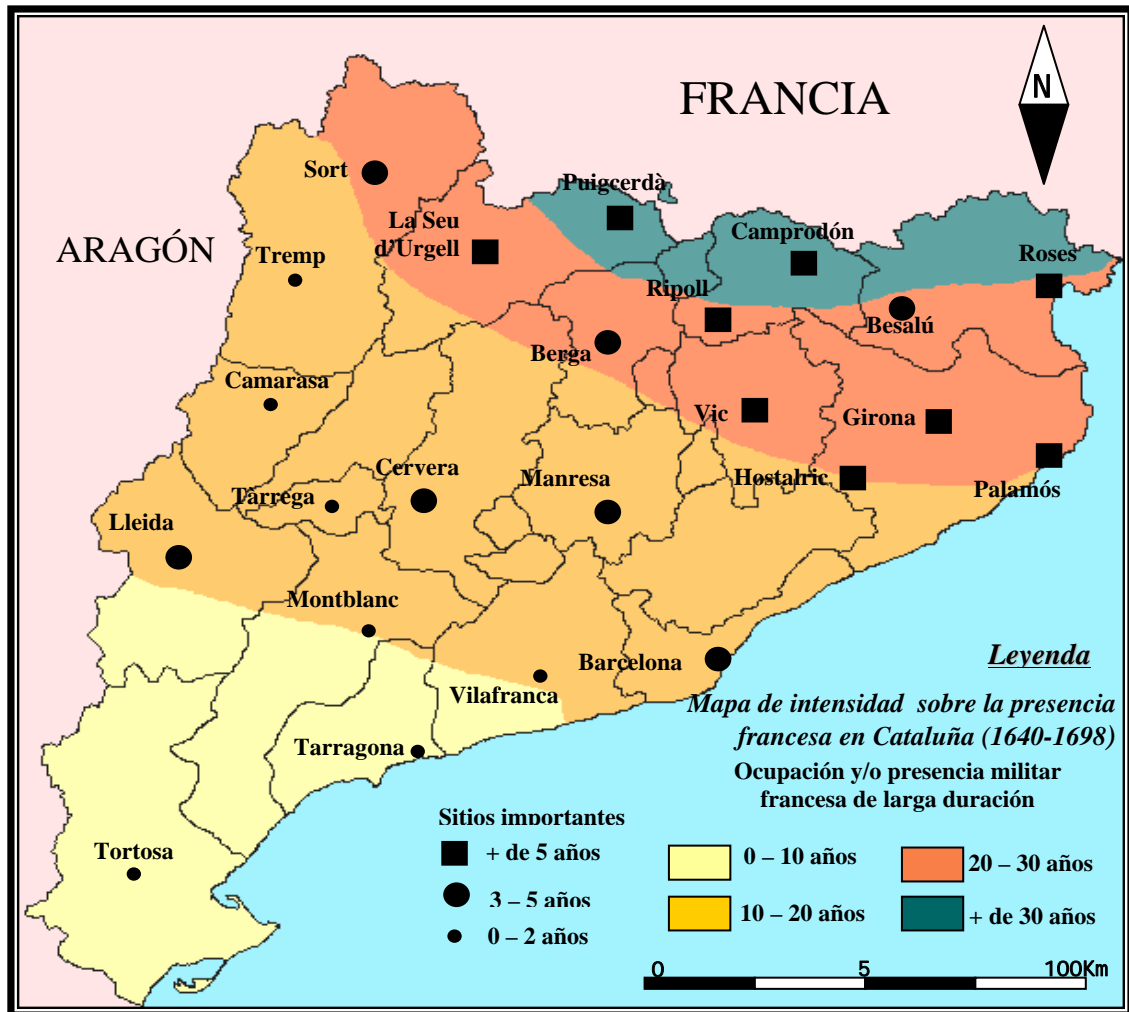 FRANCIA
N
Sort
Puigcerdà
La Seu
d'Urgell
Camprodón
ARAGÓN
Tremp
Roses
Ripoll
Besalú
Berga
Camarasa
Vic
Girona
Cervera
Manresa
Hostalric
Tàrrega
Palamós
Lleida
Montblanc
Barcelona
Vilafranca
Tarragona
Tortosa
Leyenda
Mapa de intensidad sobre la presencia
francesa en Cataluña (1640-1698)
Ocupación y/o presencia militar
francesa de larga duración
Sitios importantes
+ de 5 años
3 – 5 años
0 – 2 años
0 – 10 años
20 – 30 años
10 – 20 años
+ de 30 años
0 5 100Km